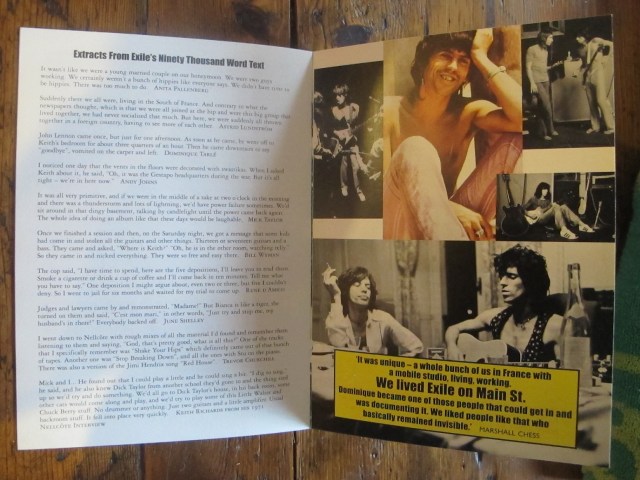 Extracts From Exile's Ninety Thousand Word Text
It wasn't like we were a young married couple on our honeymoon. We were two guys
working. We certainly weren't a bunch of hippies like everyone says. We didn't have time to
be hippies. There was too much to do. ANITA PALLENBERG
Suddenly there we all were, living in the South of France. And contrary to what the
newspapers thought, which is that we were all joined at the hip and were this big group that
lived together, we had never socialised that much. But here, we were suddenly all thrown
together in a foreign country, having to see more of each other. ASTRID LUNDSTROM
John Lennon came once, but just for one afternoon. As soon as he came, he went off to
Keith's bedroom for about three quarters of an hour. Then he came downstairs to say
"goodbye", vomited on the carpet and left. DOMINIQUE TARLÉ
I noticed one day that the vents in the floors were decorated with swastikas. When I asked
Keith about it, he said, "Oh, it was the Gestapo headquarters during the war. But it's all
right – we're in here now." ANDY JOHNS
It was all very primitive, and if we were in the middle of a take at two o'clock in the morning
and there was a thunderstorm and lots of lightning, we'd have power failure sometimes. We'd
sit around in that dingy basement, talking by candlelight until the power came back again.
The whole idea of doing an album like that these days would be laughable. MICK TAYLOR
Once we finished a session and then, on the Saturday night, we got a message that some folk
had come in and stolen all the guitars and other things. Thirteen or seventeen guitars and a
bass. They came and asked, "Where is Keith?" "Oh, he is in the other room, watching telly."
So they came in and nicked everything. They were so free and easy there. BILL WYMAN
The cop said, "I have time to spend, here are five depositions, I'll leave you to read them.
Smoke a cigarette or drink a cup of coffee and I'll come back in ten minutes. Tell me what
you have to say." One deposition I might argue about, even two or three, but five I couldn't
deny. So I went to jail for six months and waited for my trial to come up.
Judges and lawyers came by and remonstrated, "Madame!" But Bianca is like a tiger, she
turned on them and said, "C'est mon mari," in other words, "Just try and stop me, my
husband's in there!" Everybody backed off. JUNE SHELLEY
I went down to Nellcôte with rough mixes of all the material I'd found and remember them
listening to them and saying, "God, that's pretty good, what is all this?" One of the tracks
that I specifically remember was "Shake Your Hips" which definitely came out of that bunch
of tapes. Another one was "Stop Breaking Down", and all the ones with Stu on the piano.
There was also a version of the Jimi Hendrix song "Red House". TREVOR CHURCHILL
Mick and I... He found out that I could play a little and he could sing a bit. "I dig to sing,"
he said, and he also knew Dick Taylor from another school they'd gone to and the thing tied
up so we'd try and do something. We'd all go to Dick Taylor's house, in his back room, some
other cats would come along and play, and we'd try to play some of this Little Walter and
Chuck Berry stuff. No drummer or anything. Just two guitars and a little amplifier. Usual
backroom stuff. It fell into place very quickly. KEITH RICHARDS FROM HIS 1971
NELLCÔTE INTERVIEW
'It was unique – a whole bunch of us in France with
a mobile studio, living, working.
We lived Exile on Main St.
Dominique became one of those people that could get in and
was documenting it. We liked people like that who
basically remained invisible.' MARSHALL CHESS